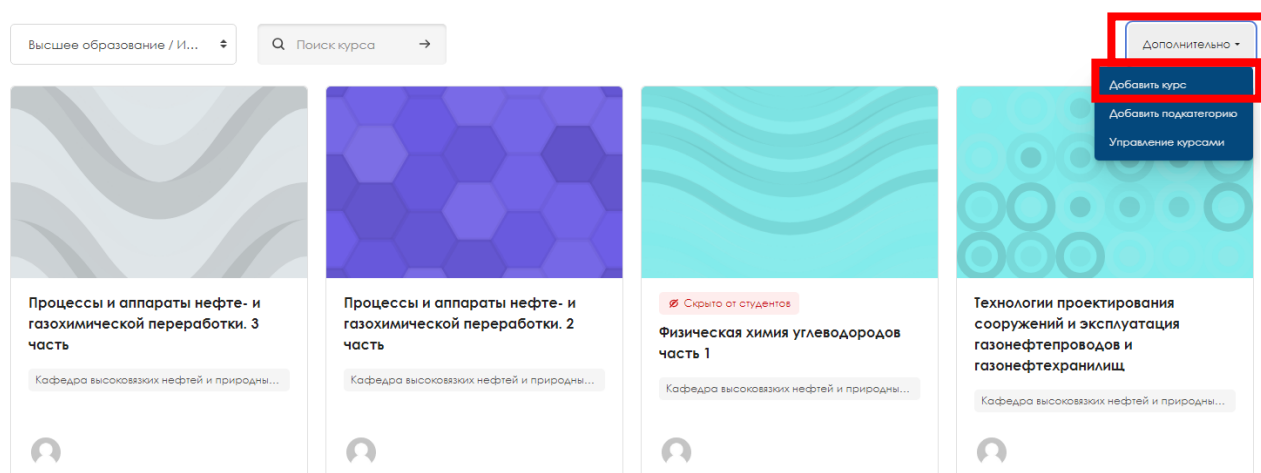 Высшее образование / И...
Поиск курса
Дополнительно
Добавить курс
Добавить подкатегорию
Управление курсами
Процессы и аппараты нефте- и
газохимической переработки. 3
часть
Кафедра высоковязких нефтей и природны...
Процессы и аппараты нефте- и
газохимической переработки. 2
часть
Кафедра высоковязких нефтей и природны...
Скрыто от студентов
Физическая химия углеводородов
часть 1
Кафедра высоковязких нефтей и природны...
Технологии проектирования
сооружений и эксплуатация
газонефтепроводов и
газонефтехранилищ
Кафедра высоковязких нефтей и природны...